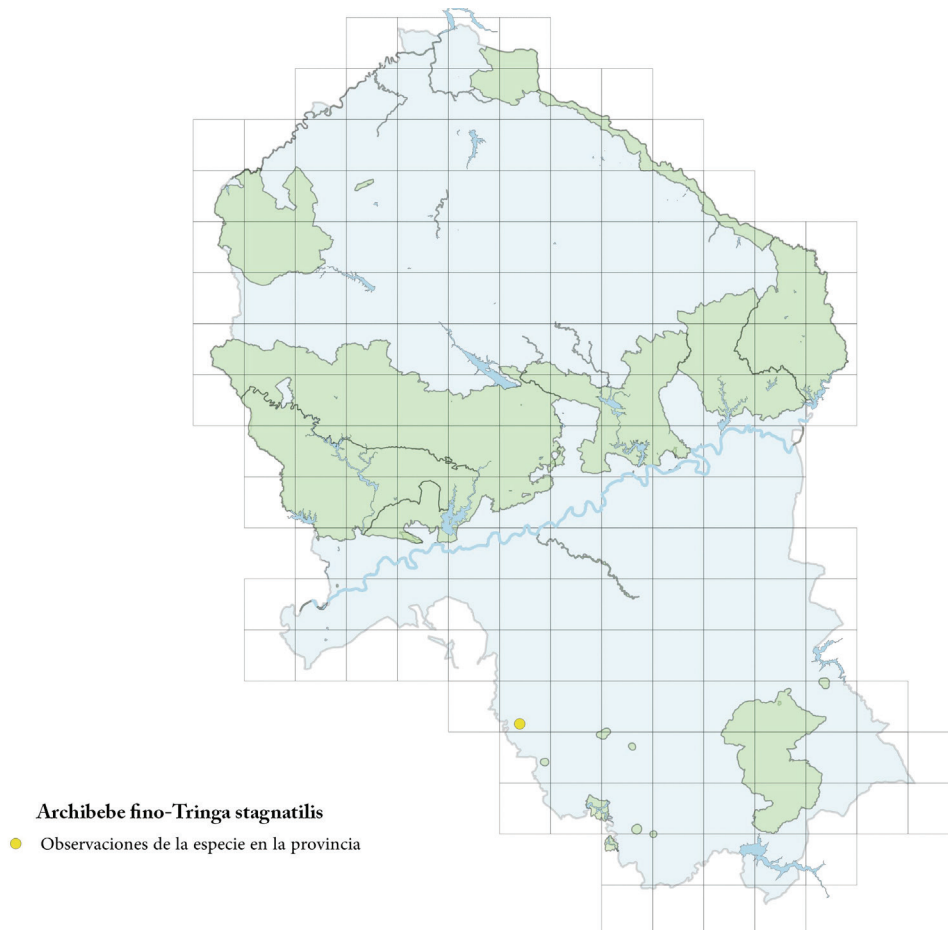 Archibebe fino-Tringa stagnatilis
Observaciones de la especie en la provincia